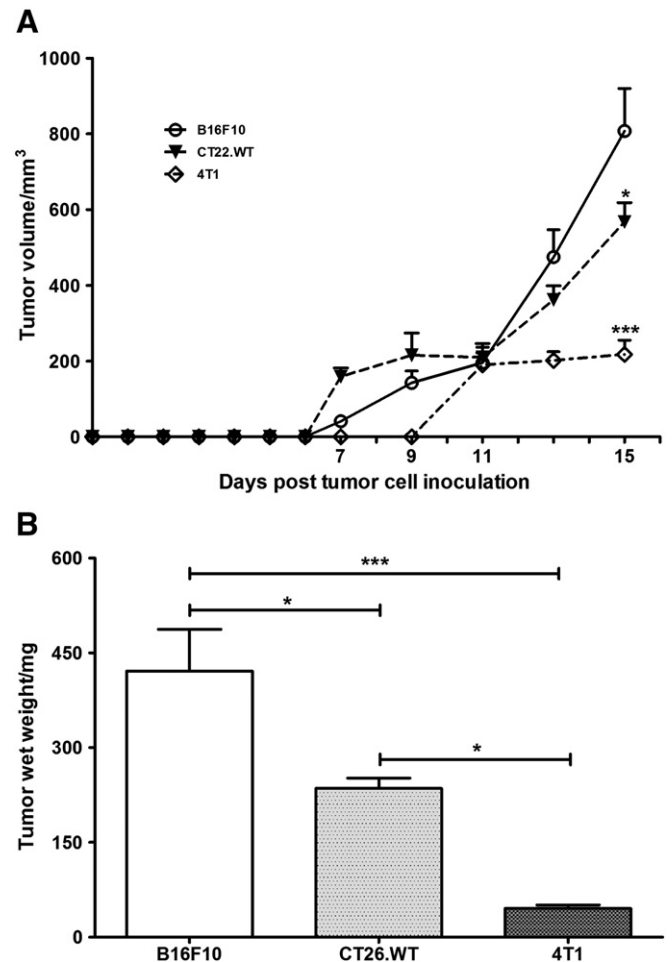 A
1000
800
600
400
200
0
Tumor volume/mm³
B16F10
CT22.WT
4T1
*
***
7 9 11 15
Days post tumor cell inoculation
B
600
450
300
150
0
Tumor wet weight/mg
***
*
*
B16F10 CT26.WT 4T1